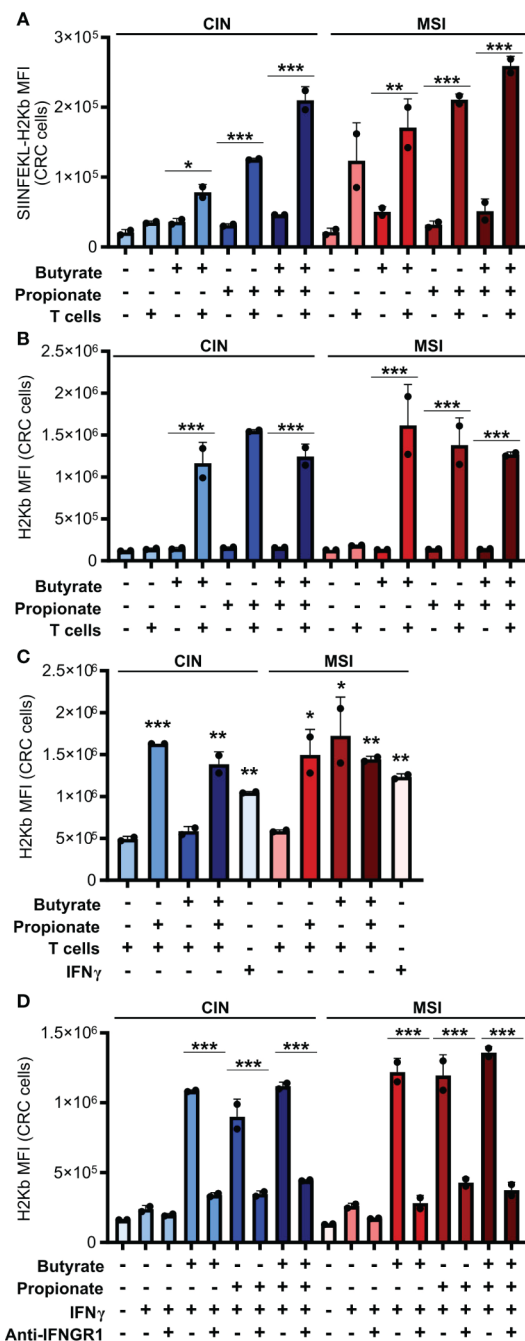 A
CIN MSI
SIINFEKL-H2Kb MFI
(CRC cells)
3×10⁵
2×10⁵
1×10⁵
0
* *** *** ** *** ***
Butyrate - - + + - - + + - - + + - - + +
Propionate - - - - + + + + - - - - + + + +
T cells - + - + - + - + - + - + - + - +
B
CIN MSI
H2Kb MFI (CRC cells)
2.5×10⁶
2×10⁶
1.5×10⁶
1×10⁶
5×10⁵
0
*** *** *** *** ***
Butyrate - - + + - - + + - - + + - - + +
Propionate - - - - + + + + - - - - + + + +
T cells - + - + - + - + - + - + - + - +
C
CIN MSI
H2Kb MFI (CRC cells)
2.5×10⁶
2×10⁶
1.5×10⁶
1×10⁶
5×10⁵
0
*** ** ** * * ** **
Butyrate - - + + - - - + + -
Propionate - + - + - - + - + -
T cells + + + + - + + + + -
IFNγ - - - - + - - - - +
D
CIN MSI
H2Kb MFI (CRC cells)
1.5×10⁶
1×10⁶
5×10⁵
0
*** *** *** *** *** ***
Butyrate - - - + + - - + + - - - + + - - + +
Propionate - - - - - + + + + - - - - - + + + +
IFNγ - + + + + + + + + - + + + + + + + +
Anti-IFNGR1 - - + - + - + - + - - + - + - + - +